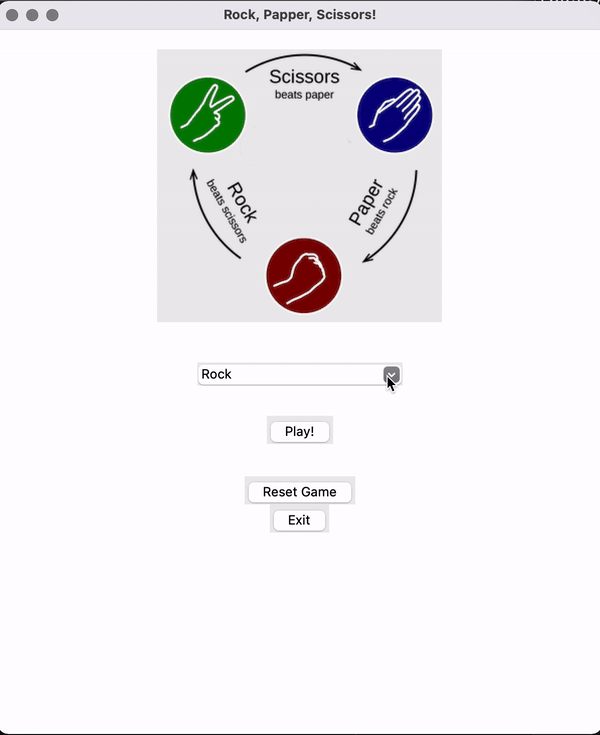 Rock, Papper, Scissors!
Scissors
beats paper
Rock
beats scissors
Paper
beats rock
Rock
Play!
Reset Game
Exit